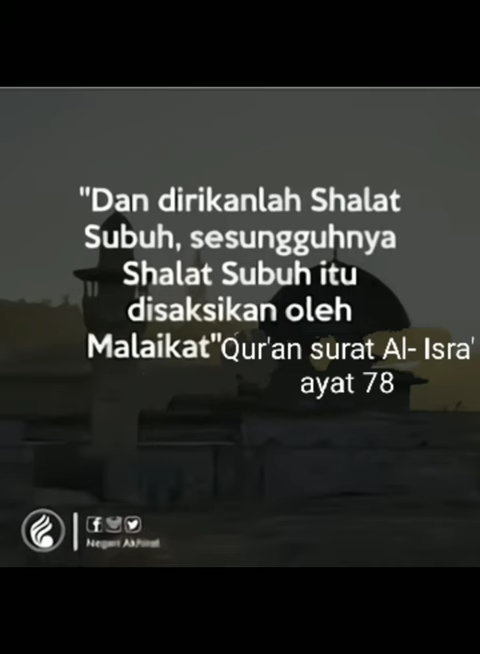 "Dan dirikanlah Shalat
Subuh, sesungguhnya
Shalat Subuh itu
disaksikan oleh
Malaikat"Qur'an surat Al- Isra'
ayat 78
Negeri Akhirat